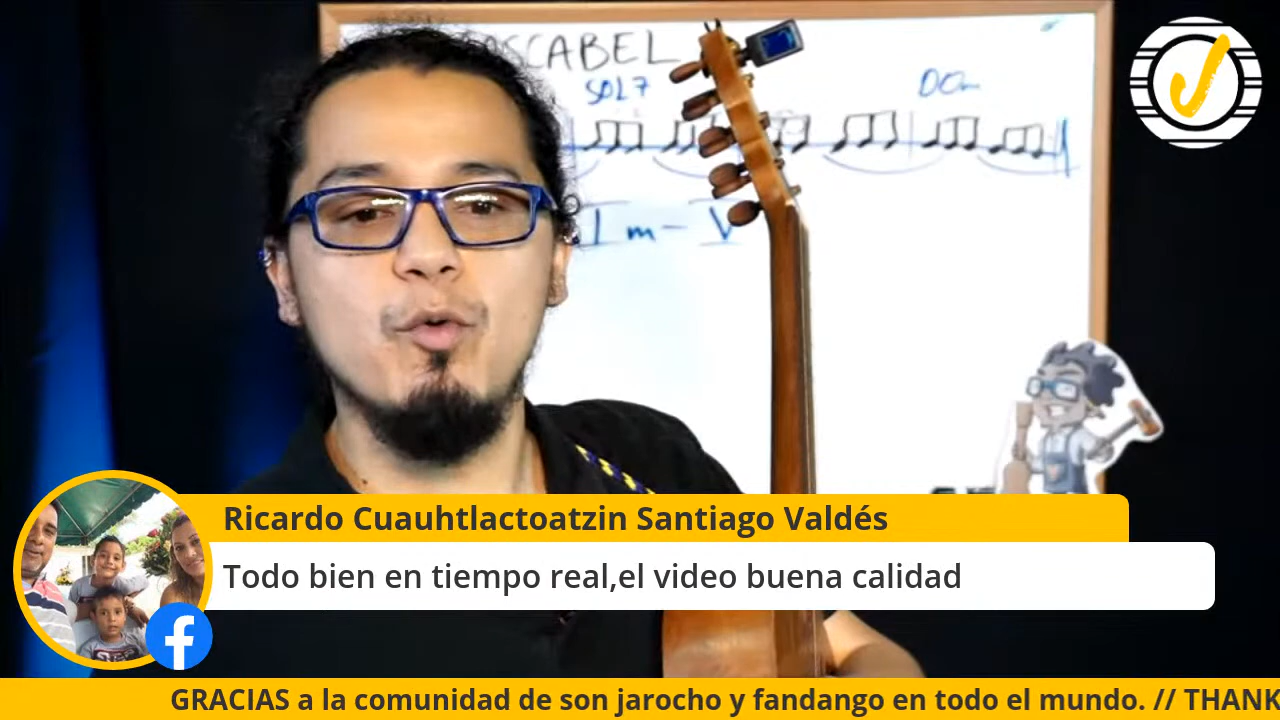 SCABEL
SOL7
DOm
Im - V
Ricardo Cuauhtlactoatzin Santiago Valdés
Todo bien en tiempo real,el video buena calidad
GRACIAS a la comunidad de son jarocho y fandango en todo el mundo. // THANK